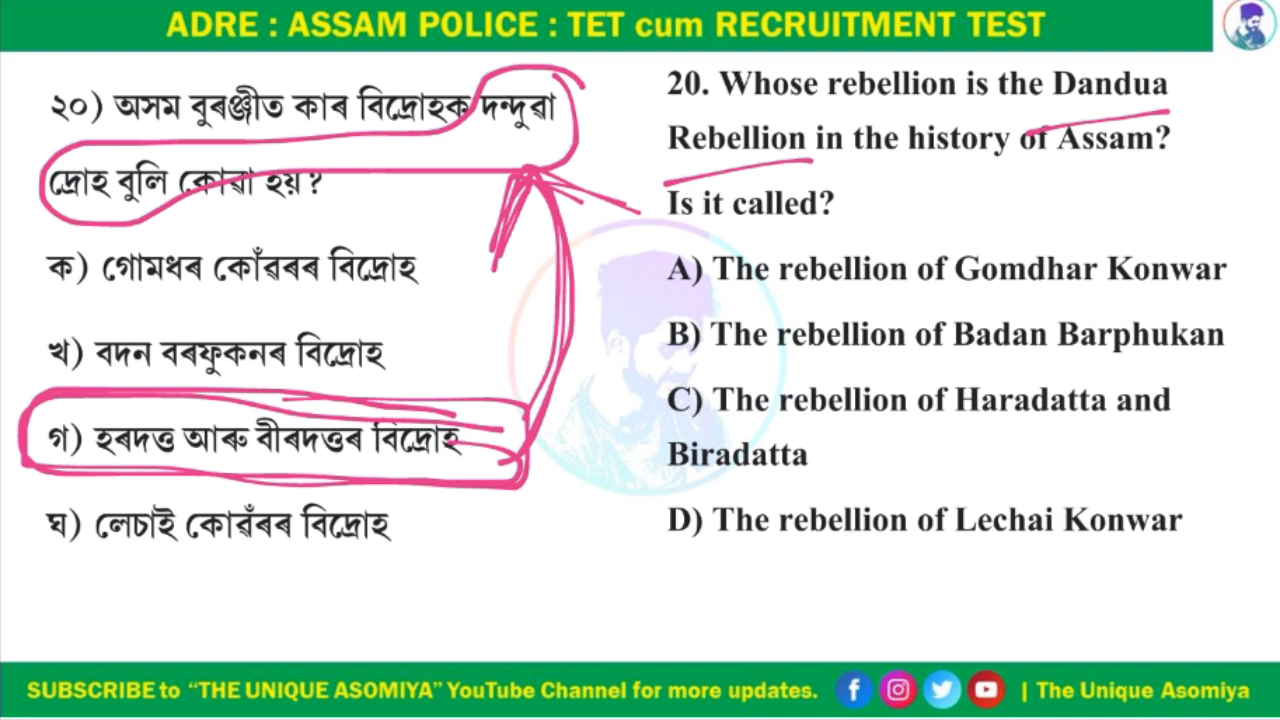 ADRE : ASSAM POLICE : TET cum RECRUITMENT TEST
২০) অসম বুৰঞ্জীত কাৰ বিদ্ৰোহক দন্দুৱা
দ্ৰোহ বুলি কোৱা হয়?
ক) গোমধৰ কোঁৱৰৰ বিদ্ৰোহ
খ) বদন বৰফুকনৰ বিদ্ৰোহ
গ) হৰদত্ত আৰু বীৰদত্তৰ বিদ্ৰোহ
ঘ) লেচাই কোৱঁৰৰ বিদ্ৰোহ
20. Whose rebellion is the Dandua
Rebellion in the history of Assam?
Is it called?
A) The rebellion of Gomdhar Konwar
B) The rebellion of Badan Barphukan
C) The rebellion of Haradatta and
Biradatta
D) The rebellion of Lechai Konwar
SUBSCRIBE to “THE UNIQUE ASOMIYA” YouTube Channel for more updates. | The Unique Asomiya